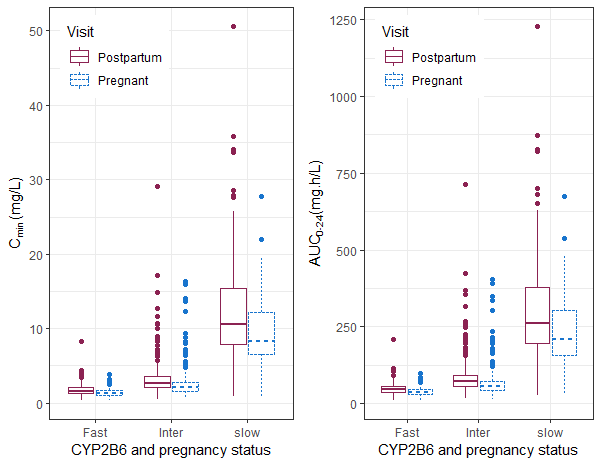 Visit
Postpartum
Pregnant
50
40
30
20
10
0
Cmin (mg/L)
Fast
Inter
slow
CYP2B6 and pregnancy status
Visit
Postpartum
Pregnant
1250
1000
750
500
250
0
AUC0-24(mg.h/L)
Fast
Inter
slow
CYP2B6 and pregnancy status